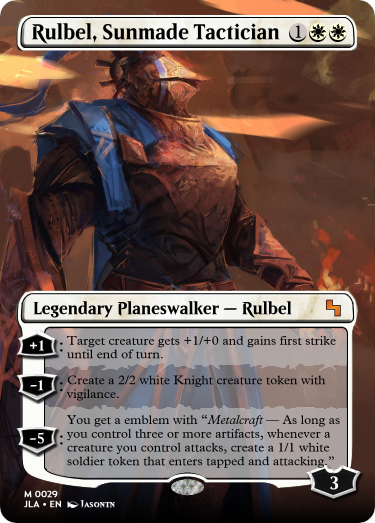 Rulbel, Sunmade Tactician 1
Legendary Planeswalker — Rulbel
+1: Target creature gets +1/+0 and gains first strike
until end of turn.
-1: Create a 2/2 white Knight creature token with
vigilance.
-5: You get a emblem with “Metalcraft — As long as
you control three or more artifacts, whenever a
creature you control attacks, create a 1/1 white
soldier token that enters tapped and attacking.”
3
M 0029
JLA • EN Jasontn